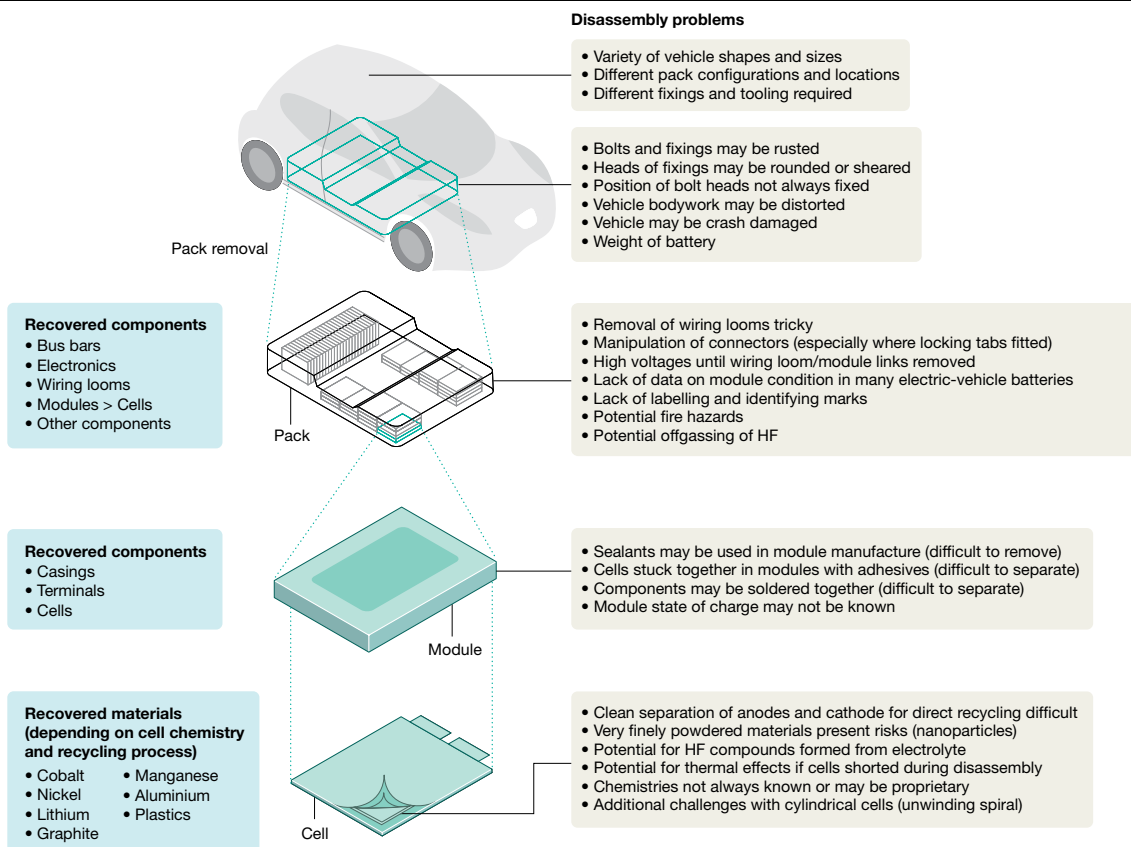 Disassembly problems
• Variety of vehicle shapes and sizes
• Different pack configurations and locations
• Different fixings and tooling required
• Bolts and fixings may be rusted
• Heads of fixings may be rounded or sheared
• Position of bolt heads not always fixed
• Vehicle bodywork may be distorted
• Vehicle may be crash damaged
• Weight of battery
Pack removal
Recovered components
• Bus bars
• Electronics
• Wiring looms
• Modules > Cells
• Other components
Pack
• Removal of wiring looms tricky
• Manipulation of connectors (especially where locking tabs fitted)
• High voltages until wiring loom/module links removed
• Lack of data on module condition in many electric-vehicle batteries
• Lack of labelling and identifying marks
• Potential fire hazards
• Potential offgassing of HF
Recovered components
• Casings
• Terminals
• Cells
Module
• Sealants may be used in module manufacture (difficult to remove)
• Cells stuck together in modules with adhesives (difficult to separate)
• Components may be soldered together (difficult to separate)
• Module state of charge may not be known
Recovered materials
(depending on cell chemistry
and recycling process)
• Cobalt
• Nickel
• Lithium
• Graphite
• Manganese
• Aluminium
• Plastics
Cell
• Clean separation of anodes and cathode for direct recycling difficult
• Very finely powdered materials present risks (nanoparticles)
• Potential for HF compounds formed from electrolyte
• Potential for thermal effects if cells shorted during disassembly
• Chemistries not always known or may be proprietary
• Additional challenges with cylindrical cells (unwinding spiral)